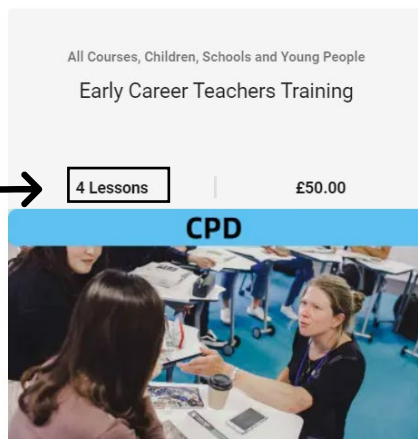 All Courses, Children, Schools and Young People
Early Career Teachers Training
4 Lessons
£50.00
CPD